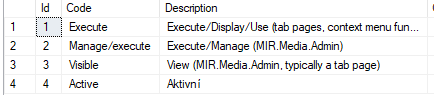 Id Code Description
1 1 Execute Execute/Display/Use (tab pages, context menu fun...
2 2 Manage/execute Execute/Manage (MIR.Media.Admin)
3 3 Visible View (MIR.Media.Admin, typically a tab page)
4 4 Active Aktivní